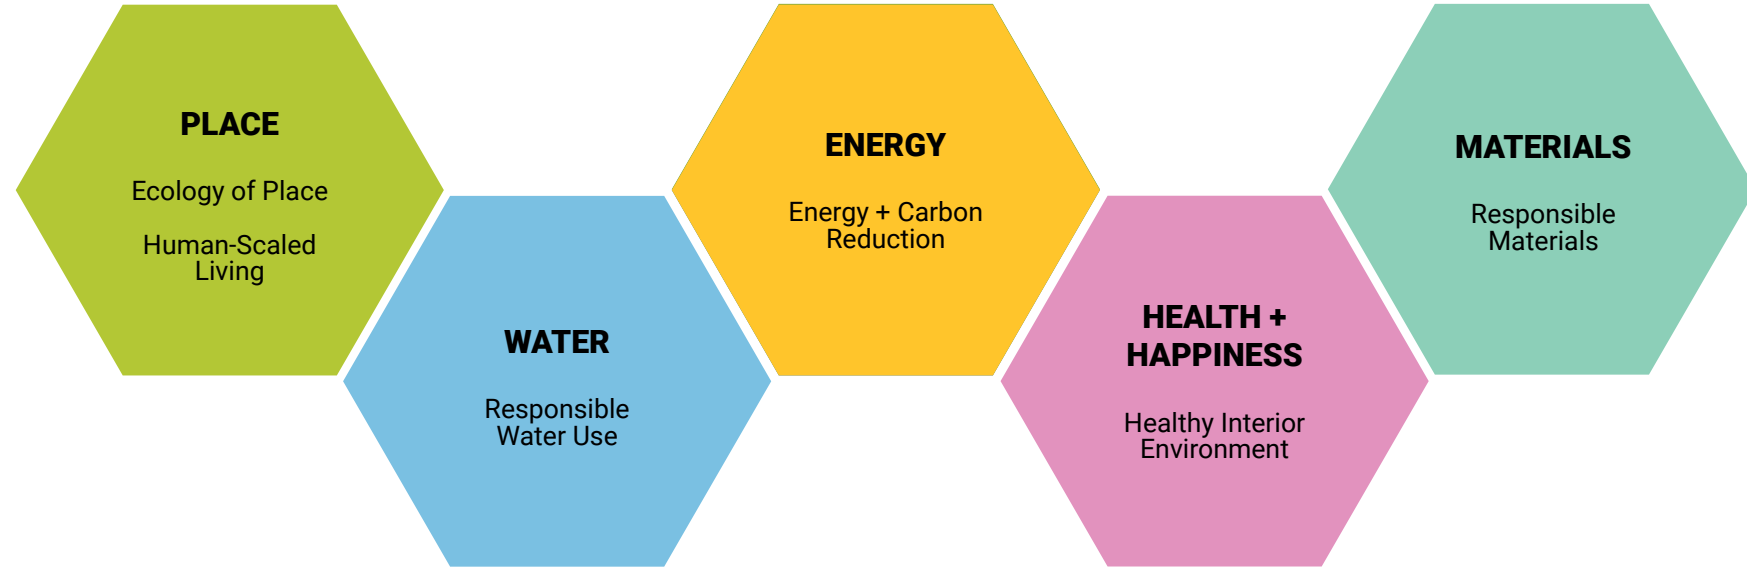 PLACE
Ecology of Place
Human-Scaled
Living
WATER
Responsible
Water Use
ENERGY
Energy + Carbon
Reduction
HEALTH +
HAPPINESS
Healthy Interior
Environment
MATERIALS
Responsible
Materials